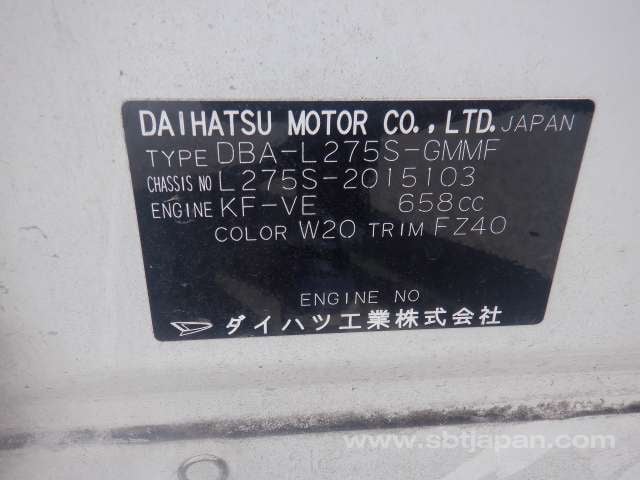 DAIHATSU MOTOR CO.,LTD. JAPAN
TYPE DBA-L275S-GMMF
CHASSIS NO L275S-2015103
ENGINE KF-VE 658CC
COLOR W20 TRIM FZ40
ENGINE NO
ダイハツ工業株式会社
www.sbtjapan.com